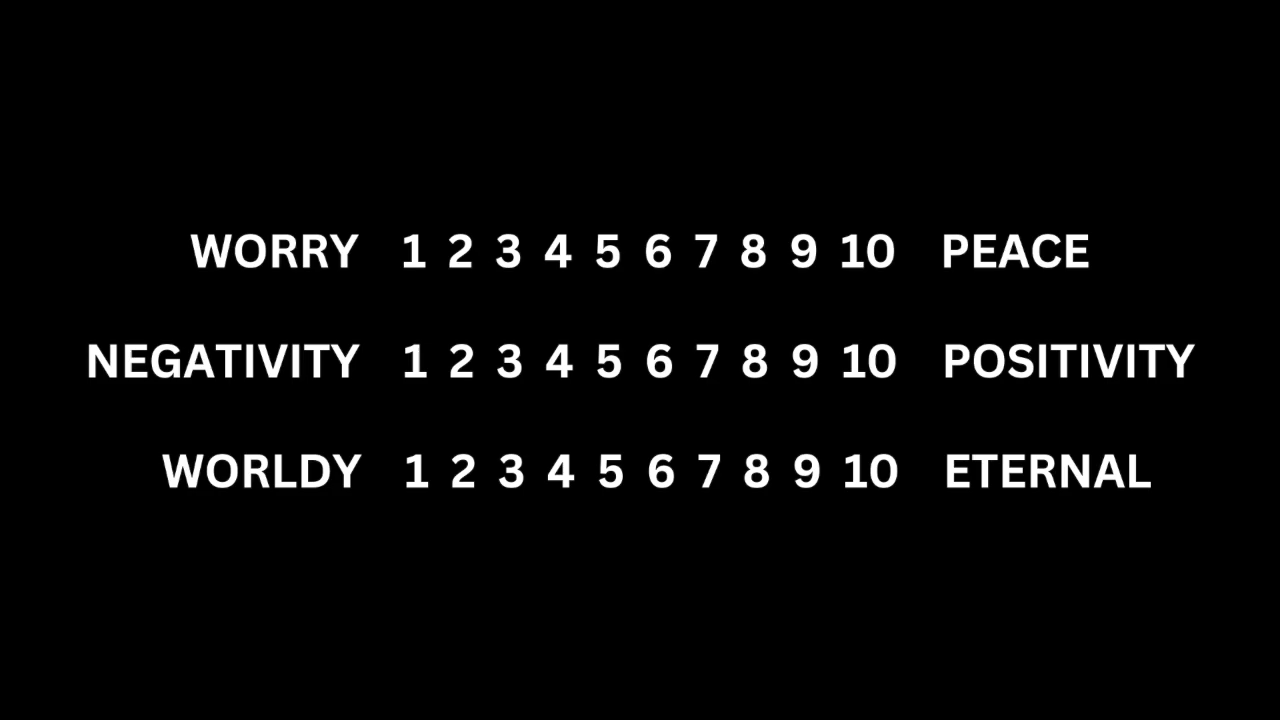 WORRY 1 2 3 4 5 6 7 8 9 10 PEACE
NEGATIVITY 1 2 3 4 5 6 7 8 9 10 POSITIVITY
WORLDY 1 2 3 4 5 6 7 8 9 10 ETERNAL